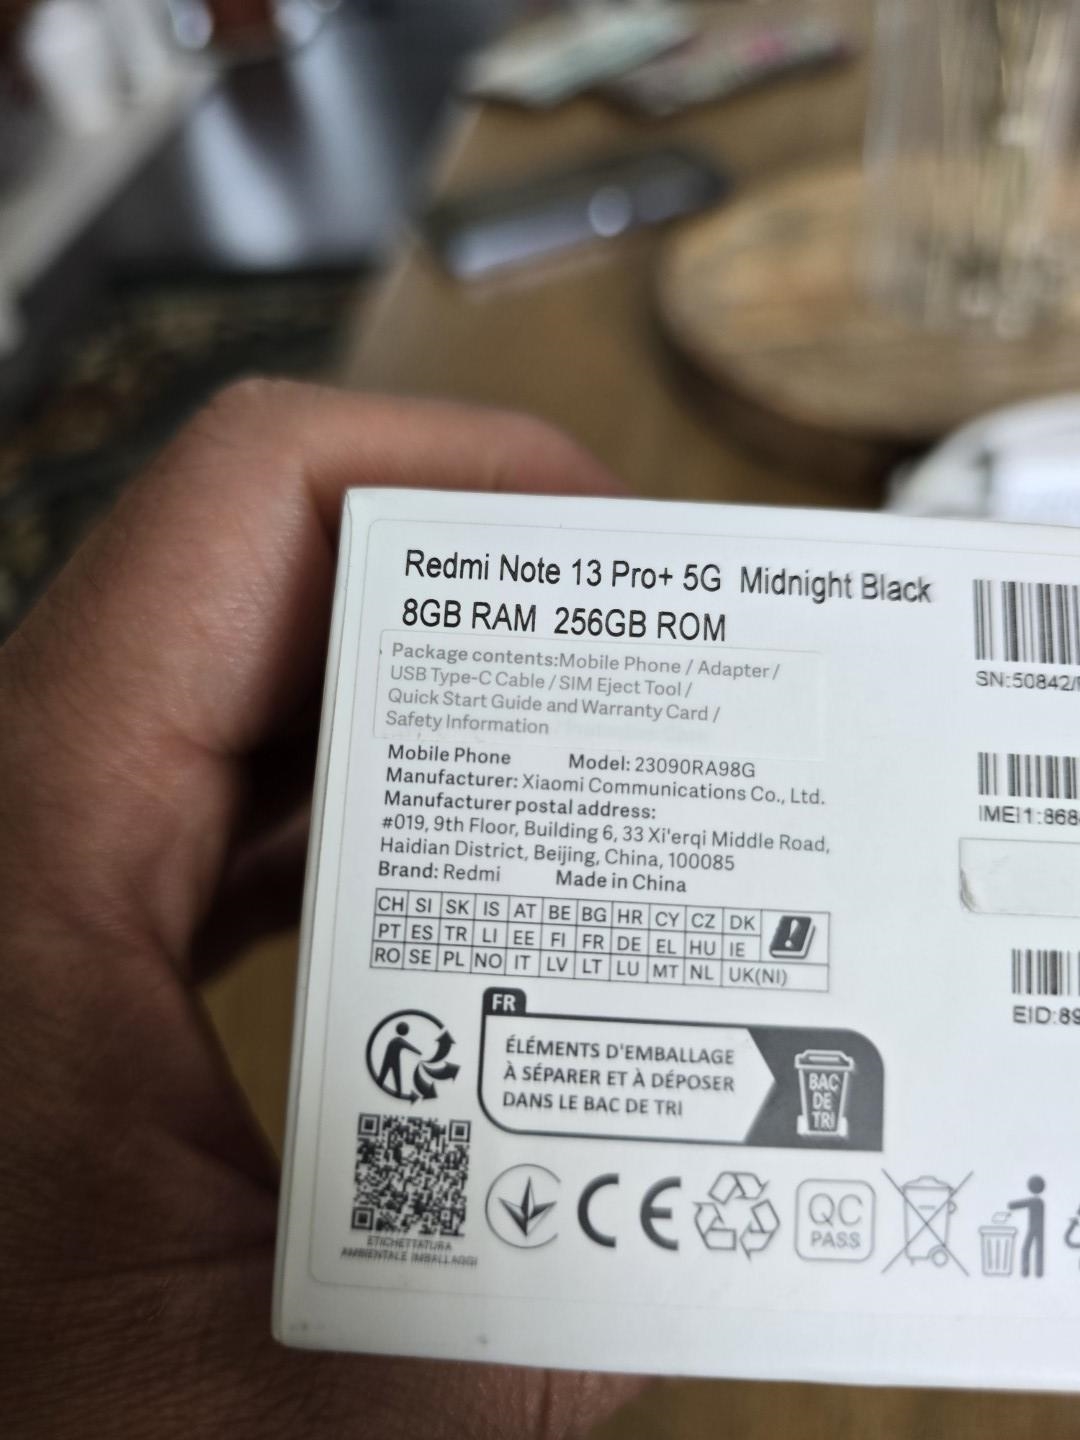 Redmi Note 13 Pro+ 5G Midnight Black
8GB RAM 256GB ROM
Package contents:Mobile Phone / Adapter /
USB Type-C Cable / SIM Eject Tool /
Quick Start Guide and Warranty Card /
Safety Information
Mobile Phone Model: 23090RA98G
Manufacturer: Xiaomi Communications Co., Ltd.
Manufacturer postal address:
#019, 9th Floor, Building 6, 33 Xi'erqi Middle Road,
Haidian District, Beijing, China, 100085
Brand: Redmi Made in China
CH SI SK IS AT BE BG HR CY CZ DK
PT ES TR LI EE FI FR DE EL HU IE
RO SE PL NO IT LV LT LU MT NL UK(NI)
FR
ÉLÉMENTS D'EMBALLAGE
À SÉPARER ET À DÉPOSER
DANS LE BAC DE TRI
BAC
DE
TRI
ETICHETTATURA
AMBIENTALE IMBALLAGGI
CE
QC
PASS
SN:50842/
IMEI1:868
EID:89